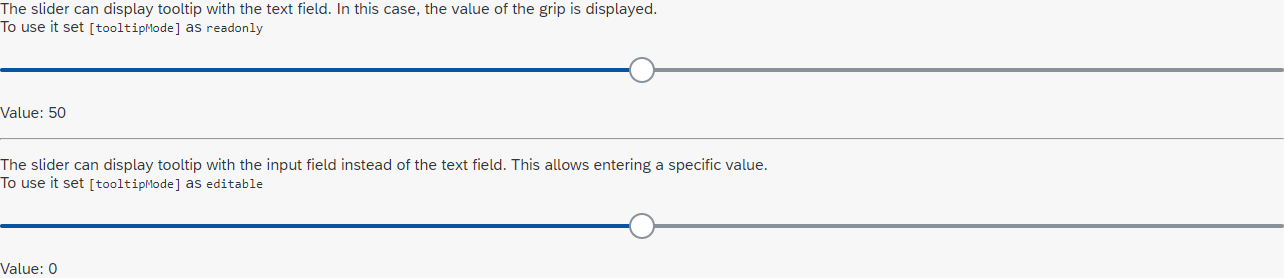 The slider can display tooltip with the text field. In this case, the value of the grip is displayed.
To use it set [tooltipMode] as readonly
Value: 50
The slider can display tooltip with the input field instead of the text field. This allows entering a specific value.
To use it set [tooltipMode] as editable
Value: 0